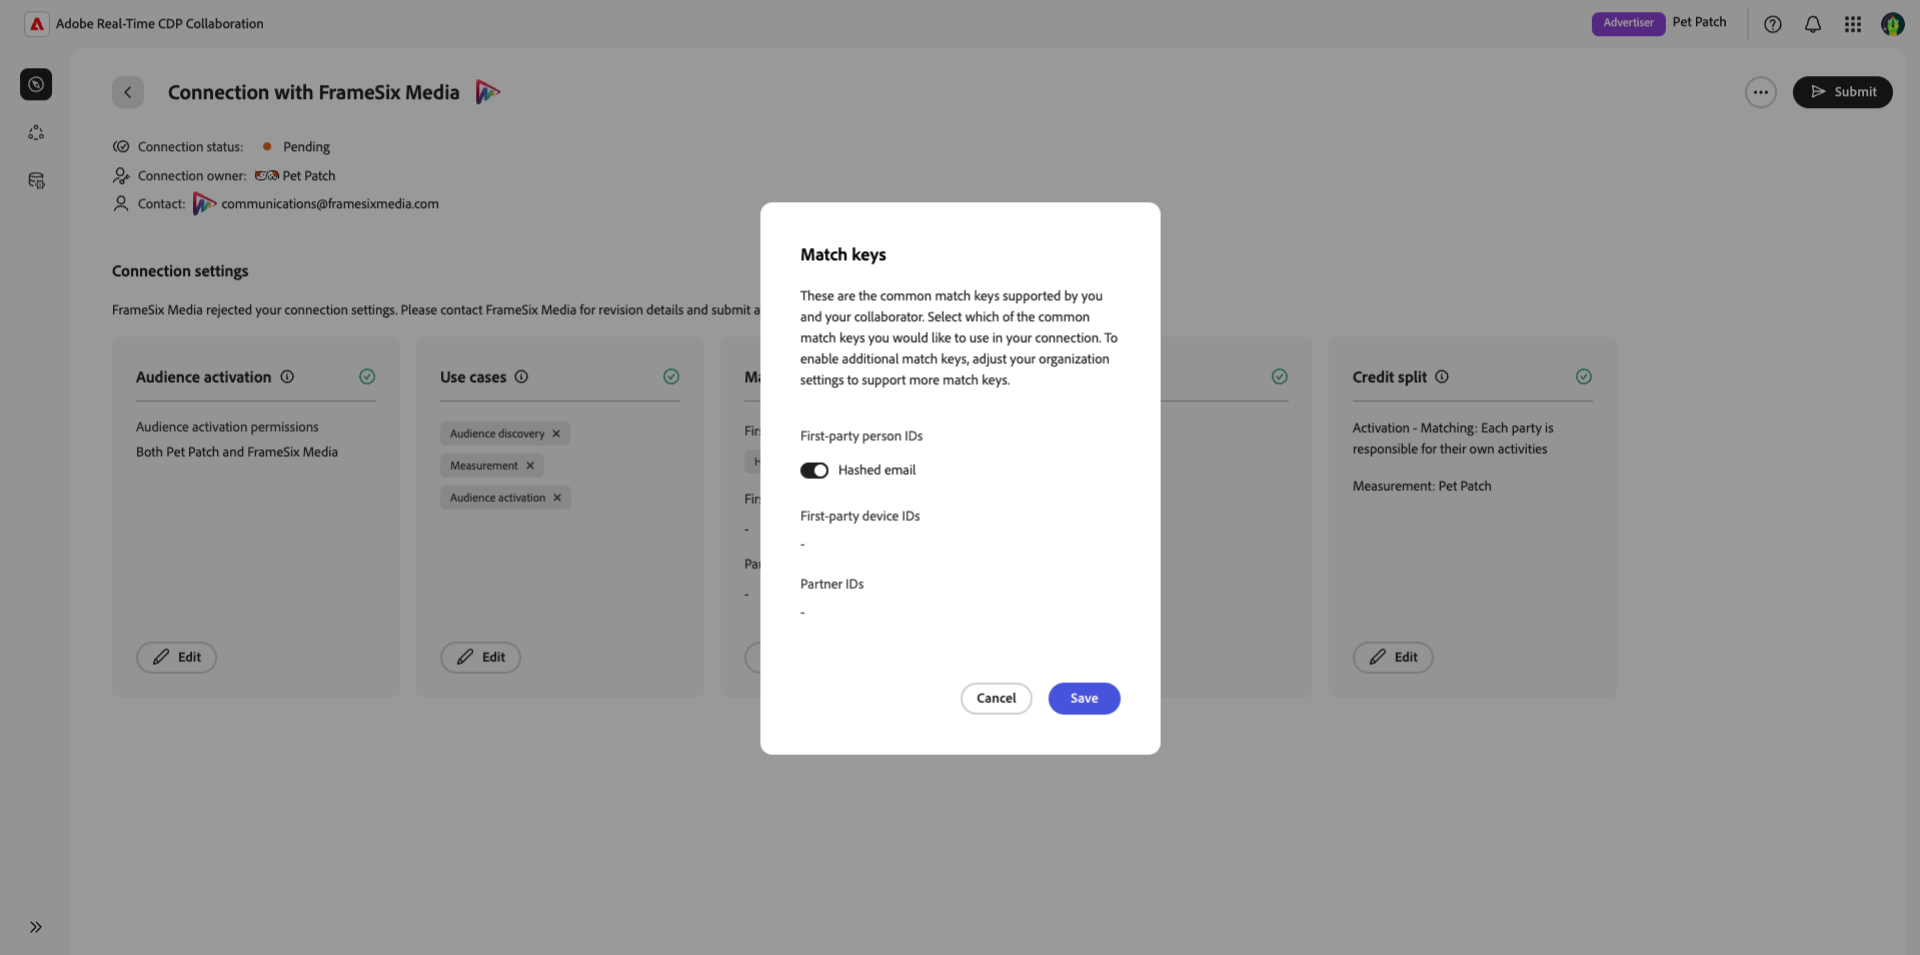 Adobe Real-Time CDP Collaboration
Advertiser
Pet Patch
Connection with FrameSix Media
Submit
Connection status:
Pending
Connection owner:
Pet Patch
Contact:
communications@framesixmedia.com
Connection settings
FrameSix Media rejected your connection settings. Please contact FrameSix Media for revision details and submit
Audience activation
Audience activation permissions
Both Pet Patch and FrameSix Media
Edit
Use cases
Audience discovery
Measurement
Audience activation
Edit
Match keys
These are the common match keys supported by you
and your collaborator. Select which of the common
match keys you would like to use in your connection. To
enable additional match keys, adjust your organization
settings to support more match keys.
First-party person IDs
Hashed email
First-party device IDs
-
Partner IDs
-
Cancel
Save
Credit split
Activation - Matching: Each party is
responsible for their own activities
Measurement: Pet Patch
Edit